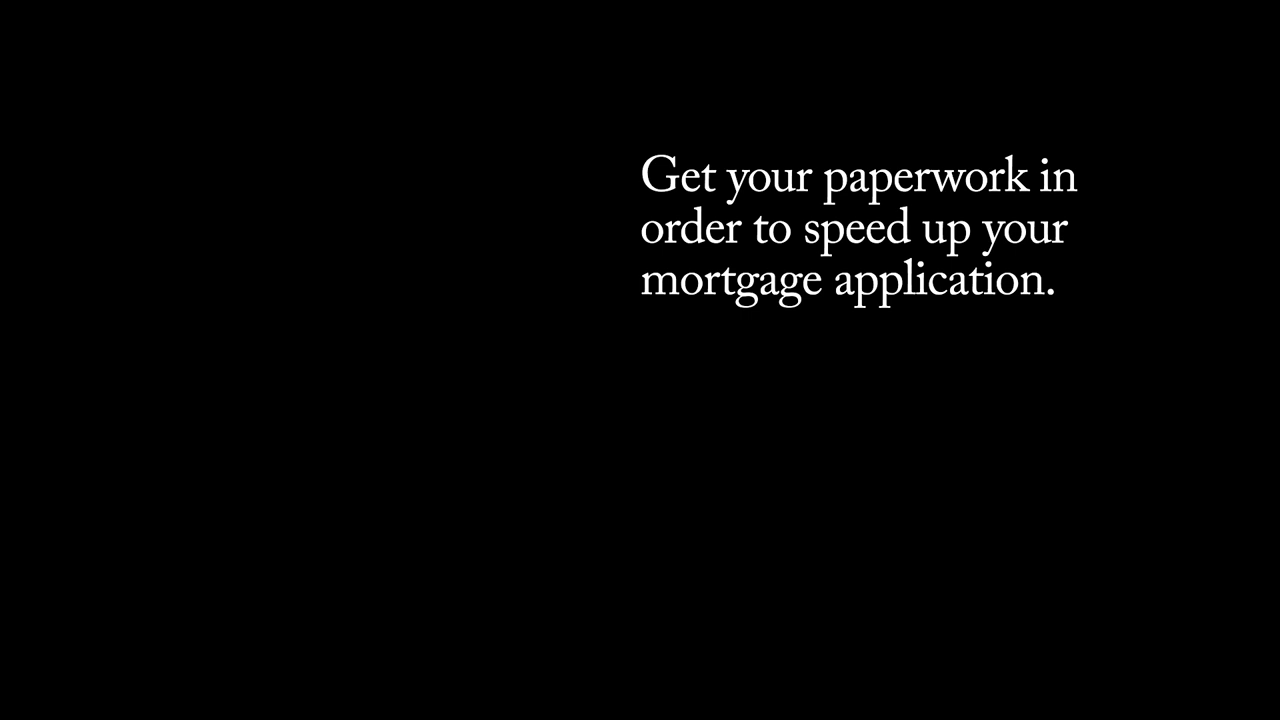 Get your paperwork in
order to speed up your
mortgage application.